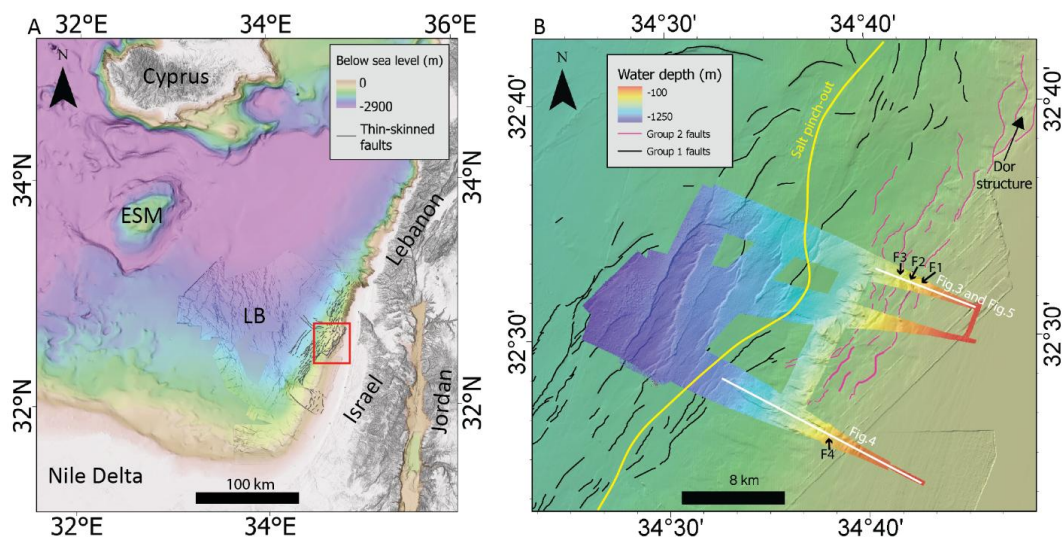 A
32°E
34°E
36°E
N
Cyprus
Below sea level (m)
0
-2900
Thin-skinned
faults
34°N
34°N
ESM
Lebanon
LB
32°N
32°N
Israel
Jordan
Nile Delta
100 km
32°E
34°E
36°E
B
34°30'
34°40'
N
Water depth (m)
-100
-1250
Group 2 faults
Group 1 faults
Salt pinch-out
32°40'
32°40'
Dor
structure
F3
F2
F1
Fig.3 and Fig.5
32°30'
32°30'
Fig.4
F4
8 km
34°30'
34°40'